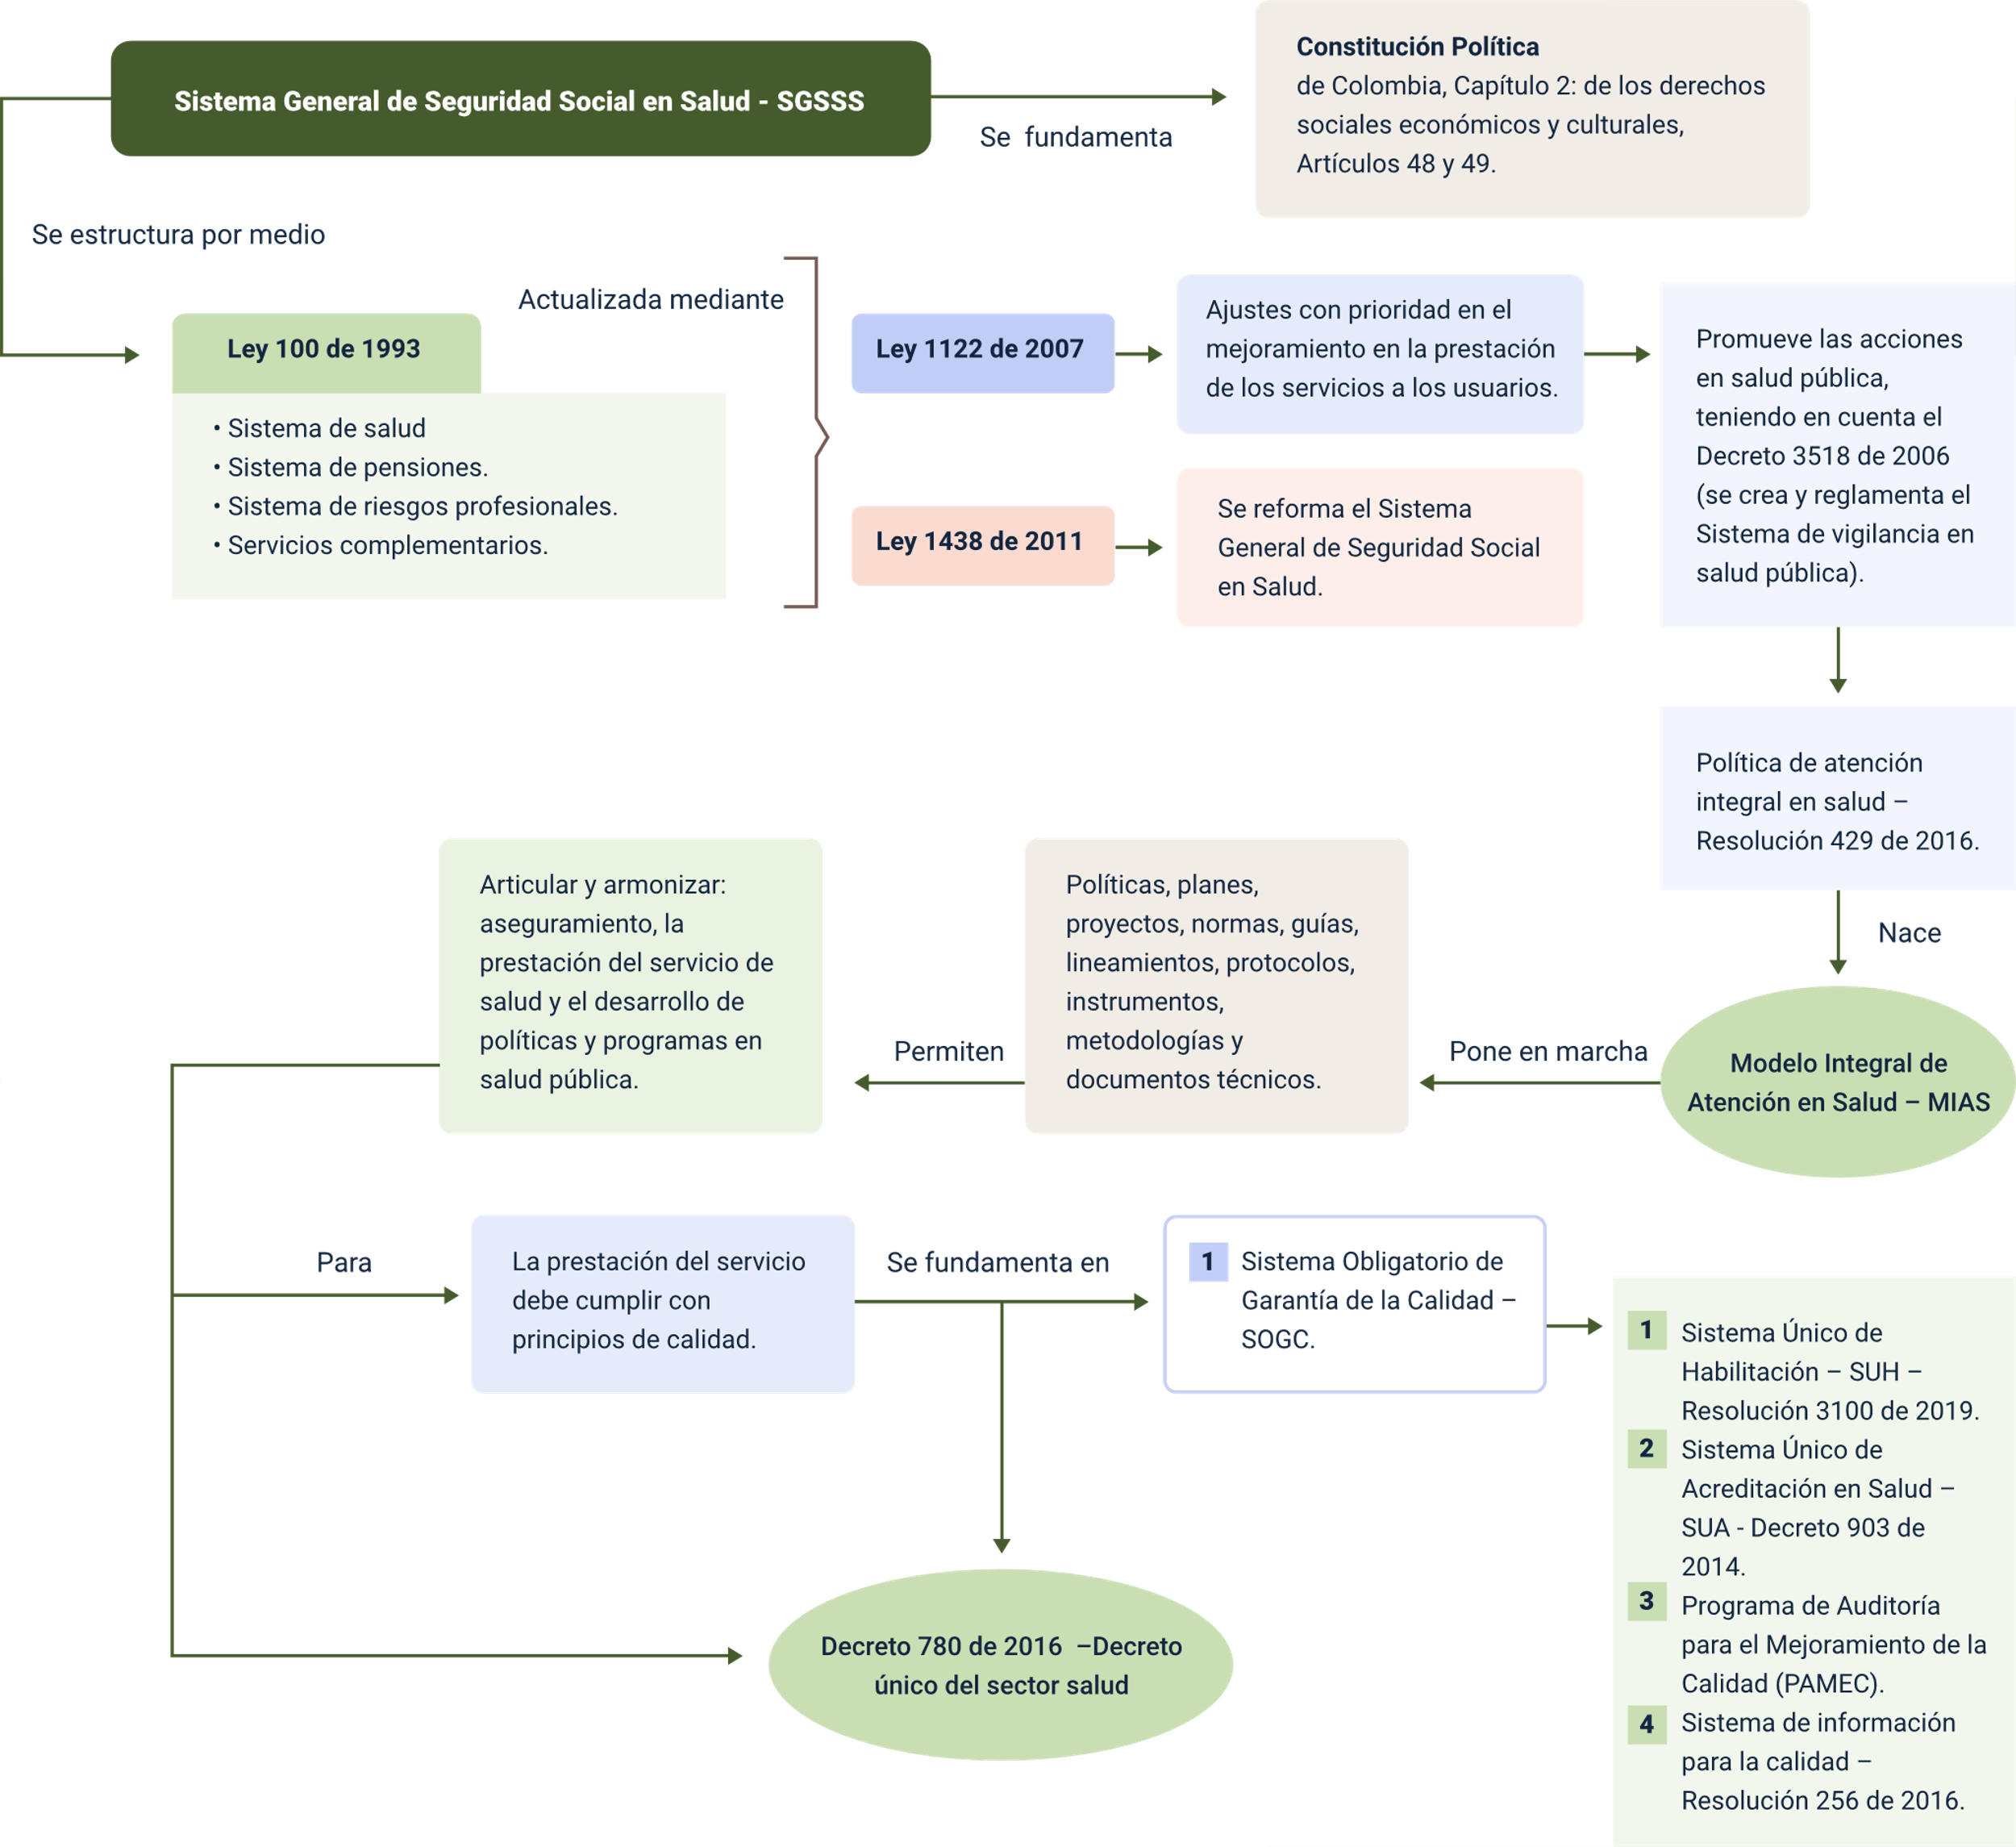 Sistema General de Seguridad Social en Salud - SGSSS
Se fundamenta
Constitución Política
de Colombia, Capítulo 2: de los derechos
sociales económicos y culturales,
Artículos 48 y 49.
Se estructura por medio
Ley 100 de 1993
• Sistema de salud
• Sistema de pensiones.
• Sistema de riesgos profesionales.
• Servicios complementarios.
Actualizada mediante
Ley 1122 de 2007
Ajustes con prioridad en el
mejoramiento en la prestación
de los servicios a los usuarios.
Ley 1438 de 2011
Se reforma el Sistema
General de Seguridad Social
en Salud.
Promueve las acciones
en salud pública,
teniendo en cuenta el
Decreto 3518 de 2006
(se crea y reglamenta el
Sistema de vigilancia en
salud pública).
Política de atención
integral en salud –
Resolución 429 de 2016.
Nace
Modelo Integral de
Atención en Salud – MIAS
Pone en marcha
Políticas, planes,
proyectos, normas, guías,
lineamientos, protocolos,
instrumentos,
metodologías y
documentos técnicos.
Permiten
Articular y armonizar:
aseguramiento, la
prestación del servicio de
salud y el desarrollo de
políticas y programas en
salud pública.
Para
La prestación del servicio
debe cumplir con
principios de calidad.
Se fundamenta en
1 Sistema Obligatorio de
Garantía de la Calidad –
SOGC.
1 Sistema Único de
Habilitación – SUH –
Resolución 3100 de 2019.
2 Sistema Único de
Acreditación en Salud –
SUA - Decreto 903 de
2014.
3 Programa de Auditoría
para el Mejoramiento de la
Calidad (PAMEC).
4 Sistema de información
para la calidad –
Resolución 256 de 2016.
Decreto 780 de 2016 –Decreto
único del sector salud